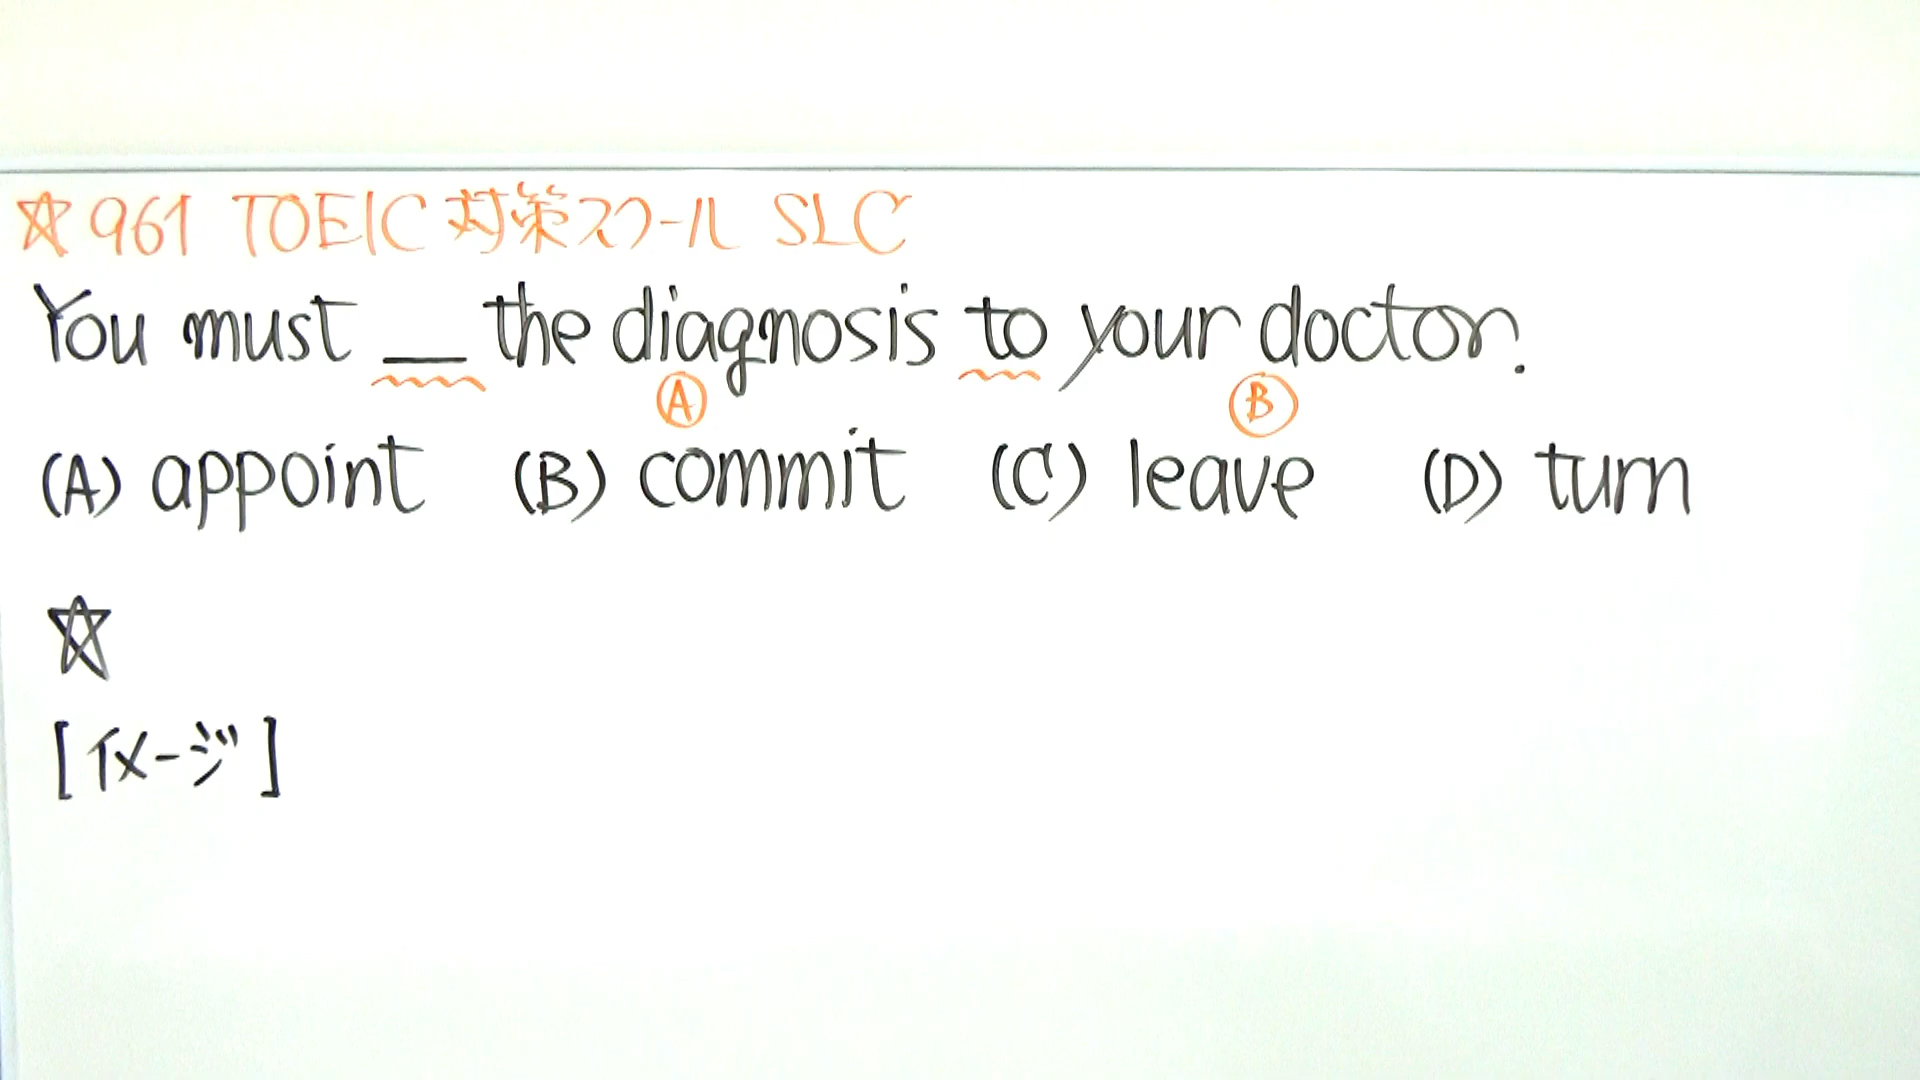 ☆961 TOEIC対策スクール SLC
You must __ the diagnosis to your doctor.
Ⓐ Ⓑ
(A) appoint (B) commit (C) leave (D) turn
☆
[イメージ]